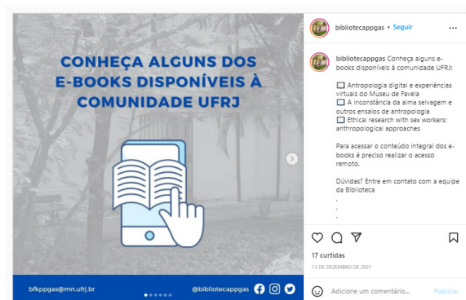 CONHEÇA ALGUNS DOS
E-BOOKS DISPONÍVEIS À
COMUNIDADE UFRJ
bfkppgas@mn.ufrj.br
@bibliotecappgas
bibliotecappgas • Seguir
bibliotecappgas Conheça alguns e-
books disponíveis à comunidade UFRJ!
Antropologia digital e experiências
virtuais do Museu de Favela
A inconstância da alma selvagem e
outros ensaios de antropologia
Ethical research with sex workers:
anthropological approaches
Para acessar o conteúdo integral dos e-
books é preciso realizar o acesso
remoto.
Dúvidas? Entre em contato com a equipe
da Biblioteca
.
.
.
17 curtidas
13 DE DEZEMBRO DE 2021
Adicione um comentário... Publicar